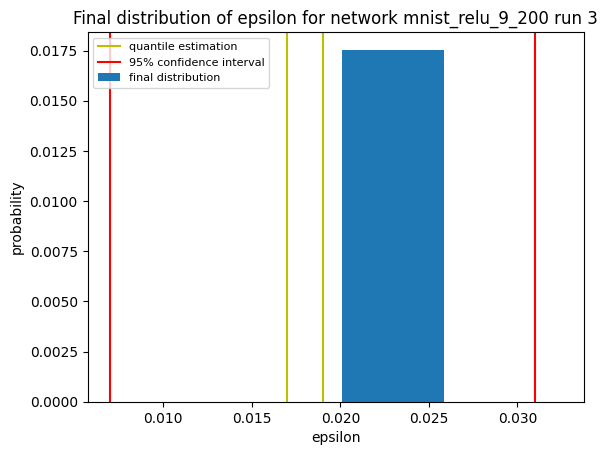 Final distribution of epsilon for network mnist_relu_9_200 run 3
quantile estimation
95% confidence interval
final distribution
0.0175
0.0150
0.0125
0.0100
0.0075
0.0050
0.0025
0.0000
probability
0.010 0.015 0.020 0.025 0.030
epsilon